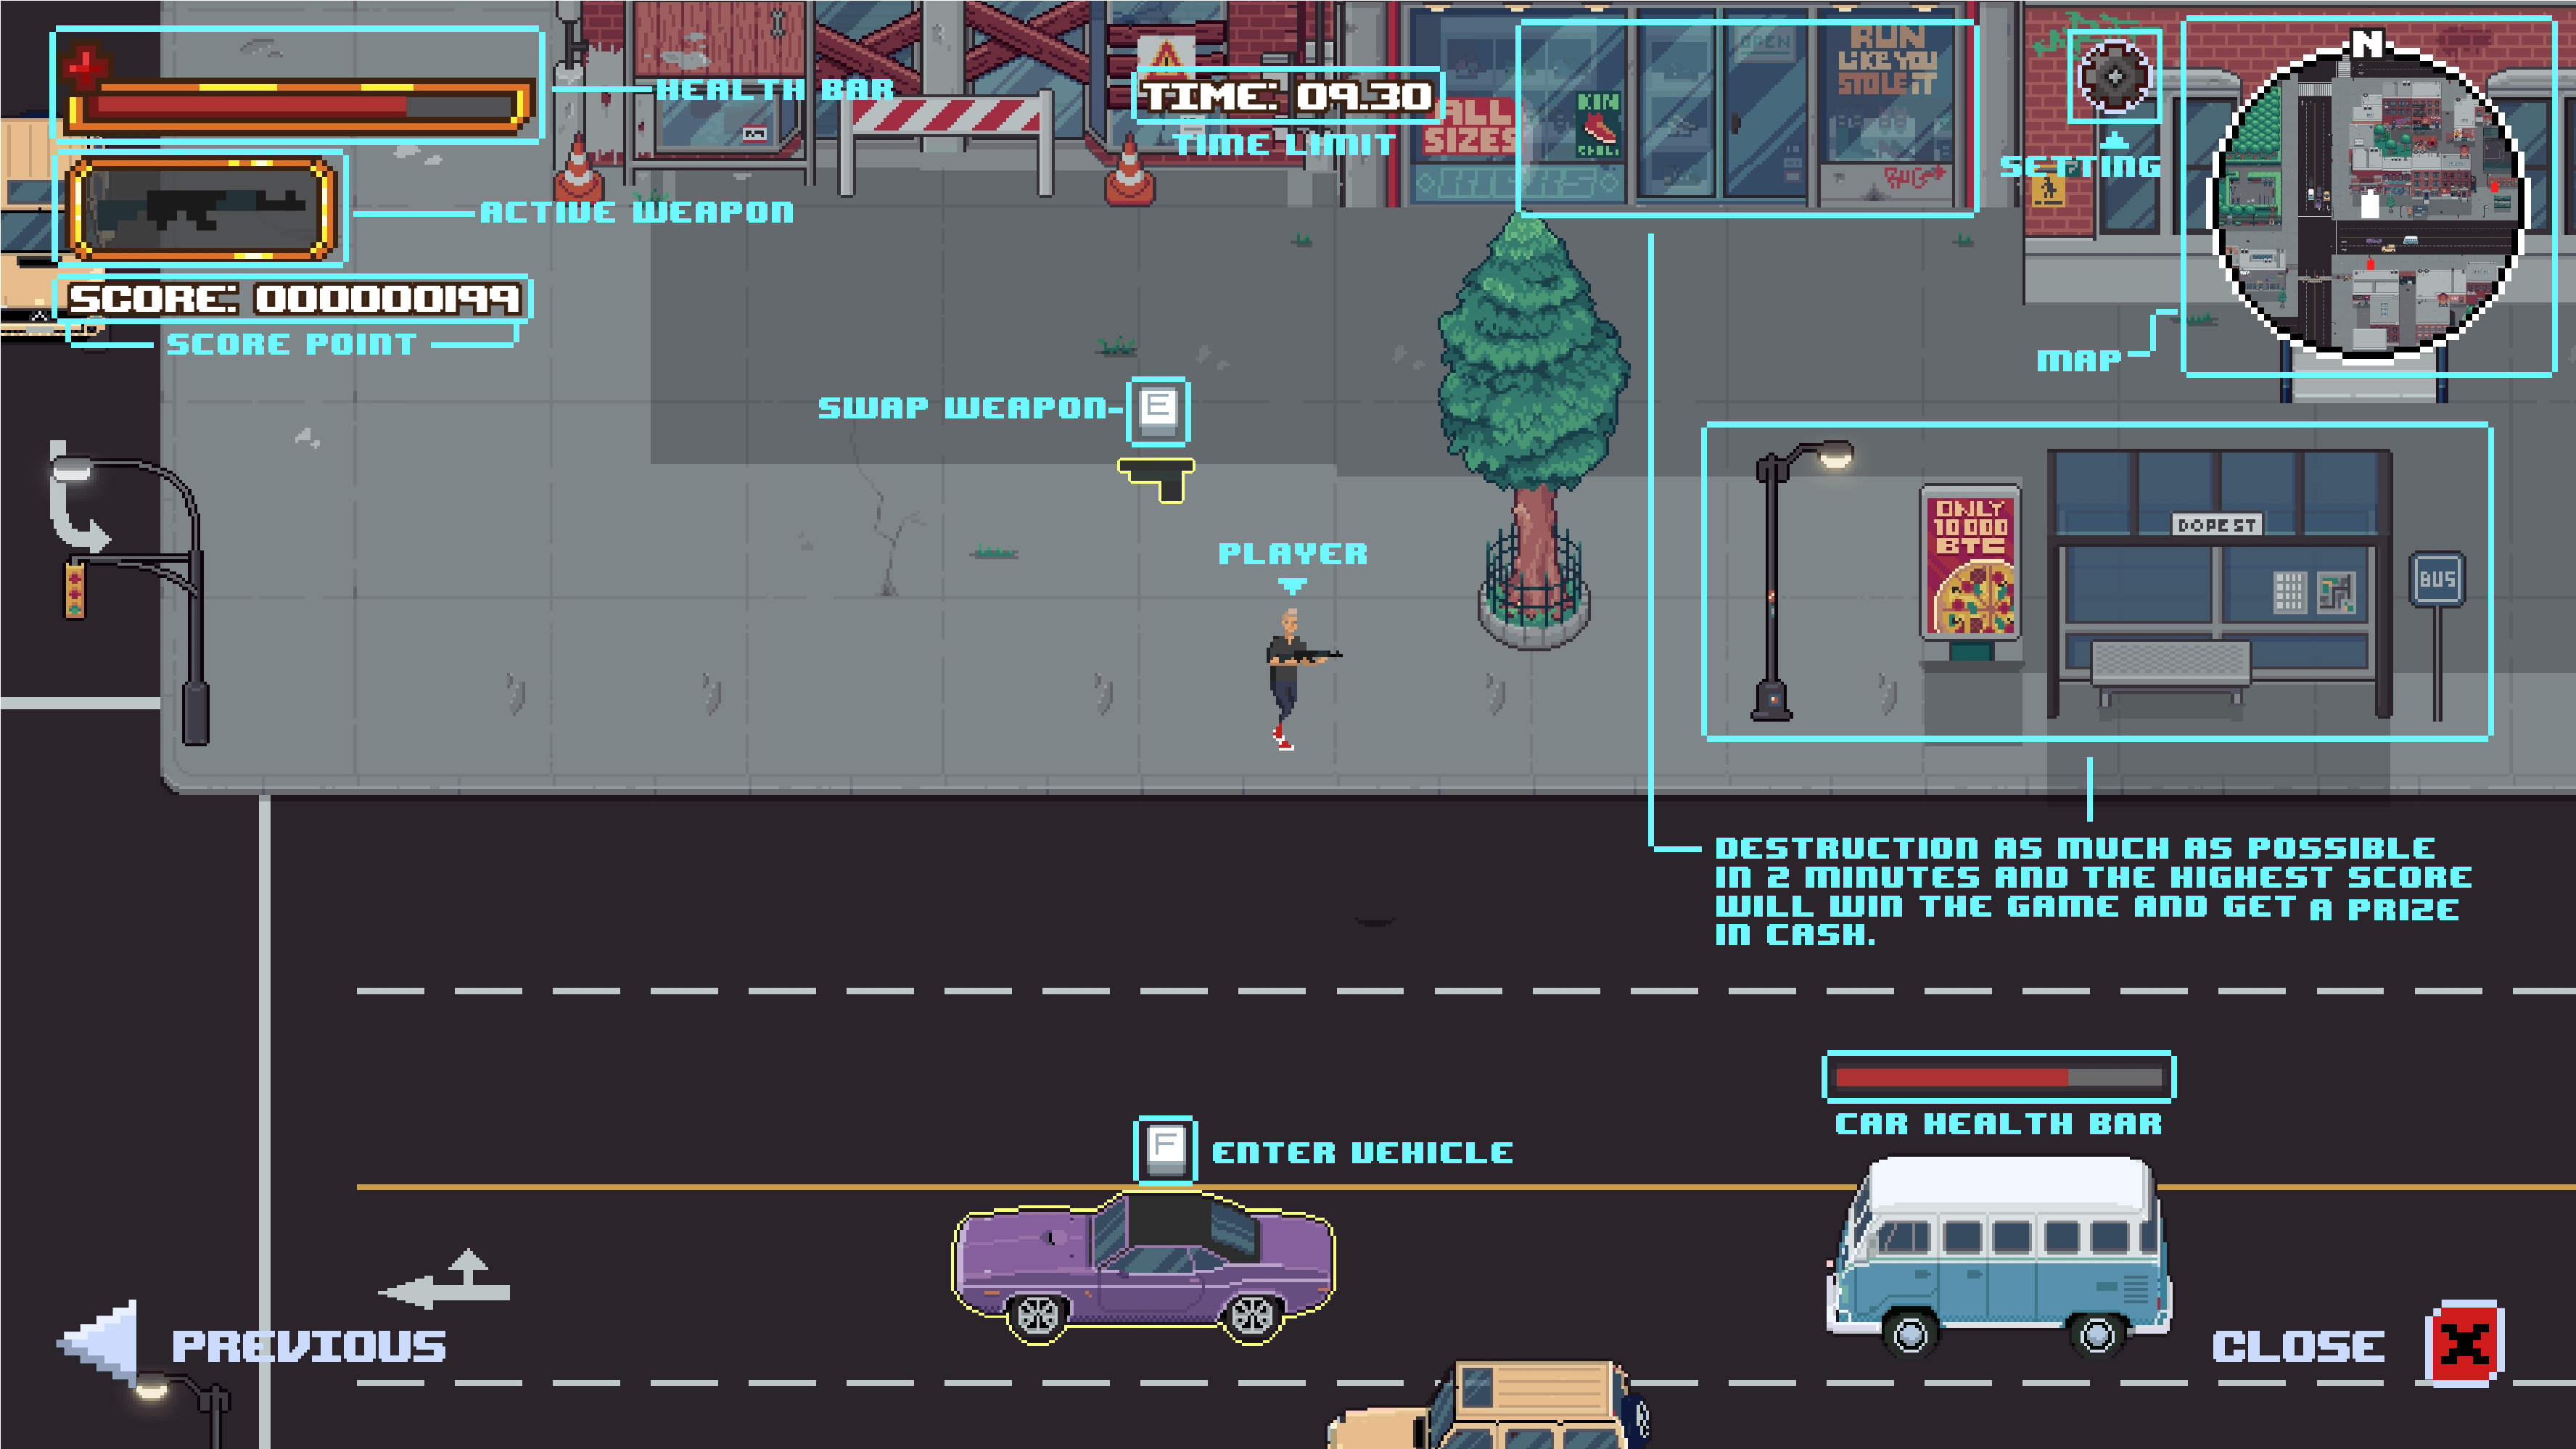 HEALTH BAR
ACTIVE WEAPON
SCORE: 000000199
SCORE POINT
TIME: 09.30
TIME LIMIT
ALL
SIZES
OPEN
RUN
LIKE YOU
STOLE IT
SETTING
N
MAP
SWAP WEAPON
E
PLAYER
ONLY
10 000
BTC
DOPE ST
BUS
DESTRUCTION AS MUCH AS POSSIBLE
IN 2 MINUTES AND THE HIGHEST SCORE
WILL WIN THE GAME AND GET A PRIZE
IN CASH.
CAR HEALTH BAR
F
ENTER VEHICLE
PREVIOUS
CLOSE
X